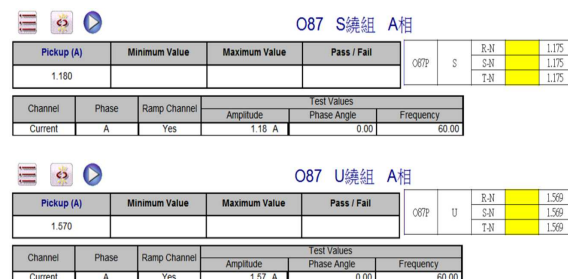 O87 S繞組 A相
Pickup (A) Minimum Value Maximum Value Pass / Fail
1.180
O87P S R-N 1.175
S-N 1.175
T-N 1.175
Channel Phase Ramp Channel Test Values
Amplitude Phase Angle Frequency
Current A Yes 1.18 A 0.00 60.00
O87 U繞組 A相
Pickup (A) Minimum Value Maximum Value Pass / Fail
1.570
O87P U R-N 1.569
S-N 1.569
T-N 1.569
Channel Phase Ramp Channel Test Values
Amplitude Phase Angle Frequency
Current A Yes 1.57 A 0.00 60.00